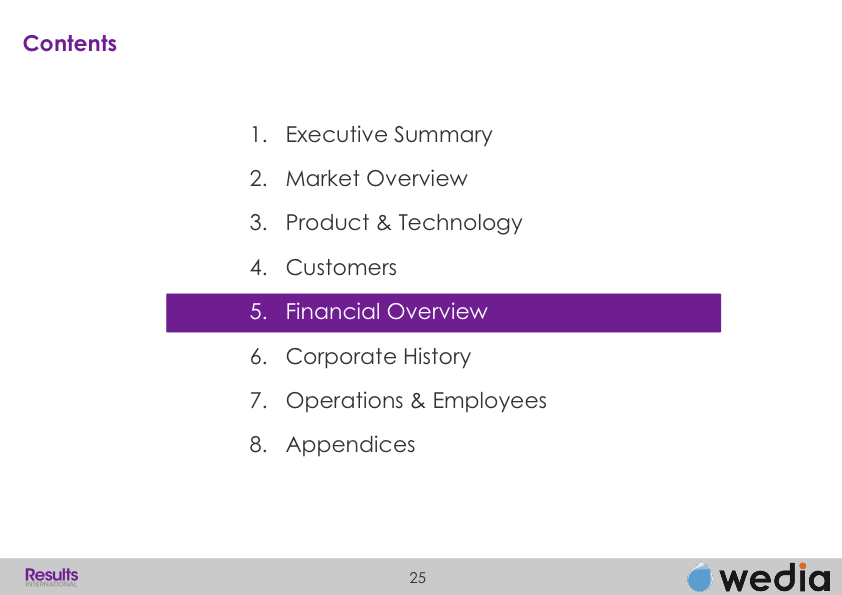 Contents
1. Executive Summary
2. Market Overview
3. Product & Technology
4. Customers
5. Financial Overview
6. Corporate History
7. Operations & Employees
8. Appendices
Results
INTERNATIONAL
25
wedia